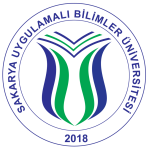 SAKARYA UYGULAMALI BİLİMLER ÜNİVERSİTESİ
2018